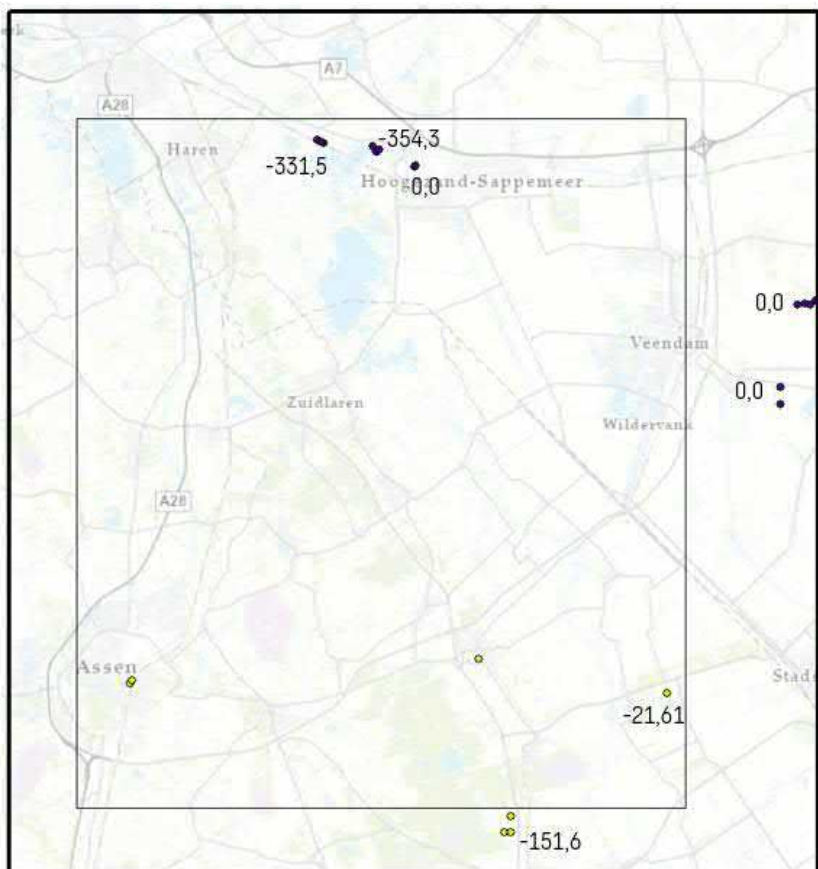 A7
A28
-354,3
Haren
-331,5
Hoogezand-Sappemeer
0,0
0,0
Veendam
0,0
Zuidlaren
Wildervank
A28
Assen
Stads
-21,61
-151,6